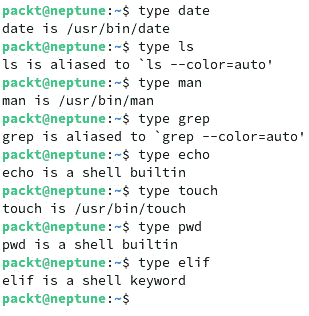 packt@neptune:~$ type date
date is /usr/bin/date
packt@neptune:~$ type ls
ls is aliased to `ls --color=auto'
packt@neptune:~$ type man
man is /usr/bin/man
packt@neptune:~$ type grep
grep is aliased to `grep --color=auto'
packt@neptune:~$ type echo
echo is a shell builtin
packt@neptune:~$ type touch
touch is /usr/bin/touch
packt@neptune:~$ type pwd
pwd is a shell builtin
packt@neptune:~$ type elif
elif is a shell keyword
packt@neptune:~$